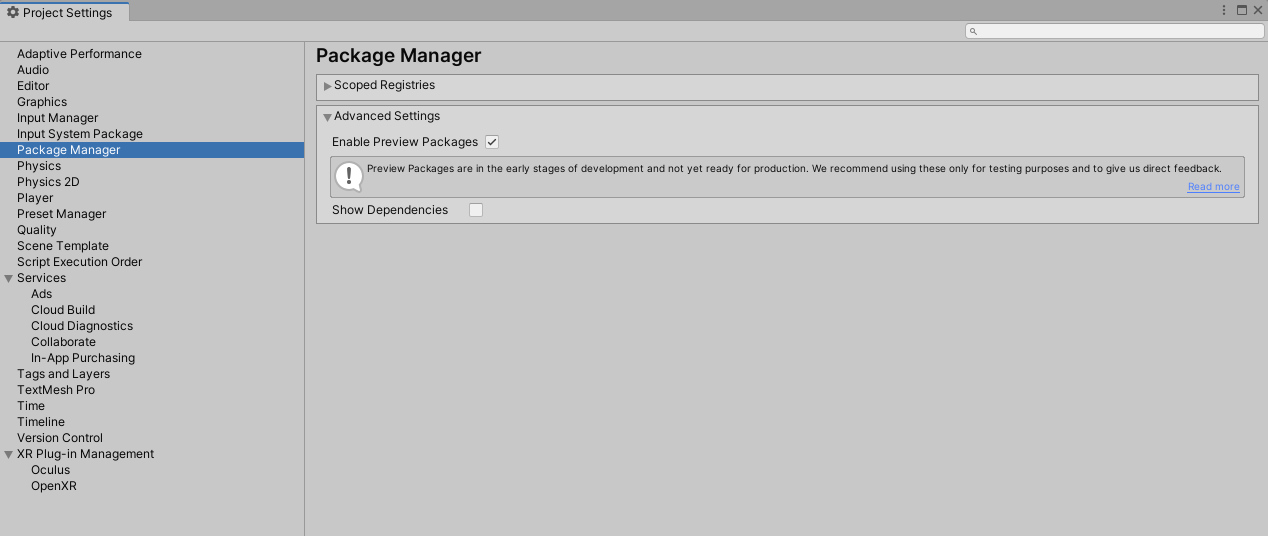 Project Settings
Adaptive Performance
Audio
Editor
Graphics
Input Manager
Input System Package
Package Manager
Physics
Physics 2D
Player
Preset Manager
Quality
Scene Template
Script Execution Order
Services
Ads
Cloud Build
Cloud Diagnostics
Collaborate
In-App Purchasing
Tags and Layers
TextMesh Pro
Time
Timeline
Version Control
XR Plug-in Management
Oculus
OpenXR
Package Manager
Scoped Registries
Advanced Settings
Enable Preview Packages
Preview Packages are in the early stages of development and not yet ready for production. We recommend using these only for testing purposes and to give us direct feedback.
Read more
Show Dependencies